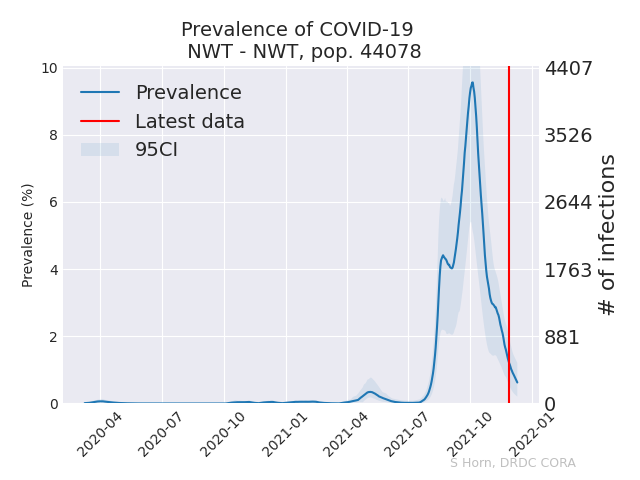 Prevalence of COVID-19
NWT - NWT, pop. 44078
Prevalence
Latest data
95CI
Prevalence (%)
10
8
6
4
2
0
4407
3526
2644
1763
881
0
# of infections
2020-04
2020-07
2020-10
2021-01
2021-04
2021-07
2021-10
2022-01
S Horn, DRDC CORA